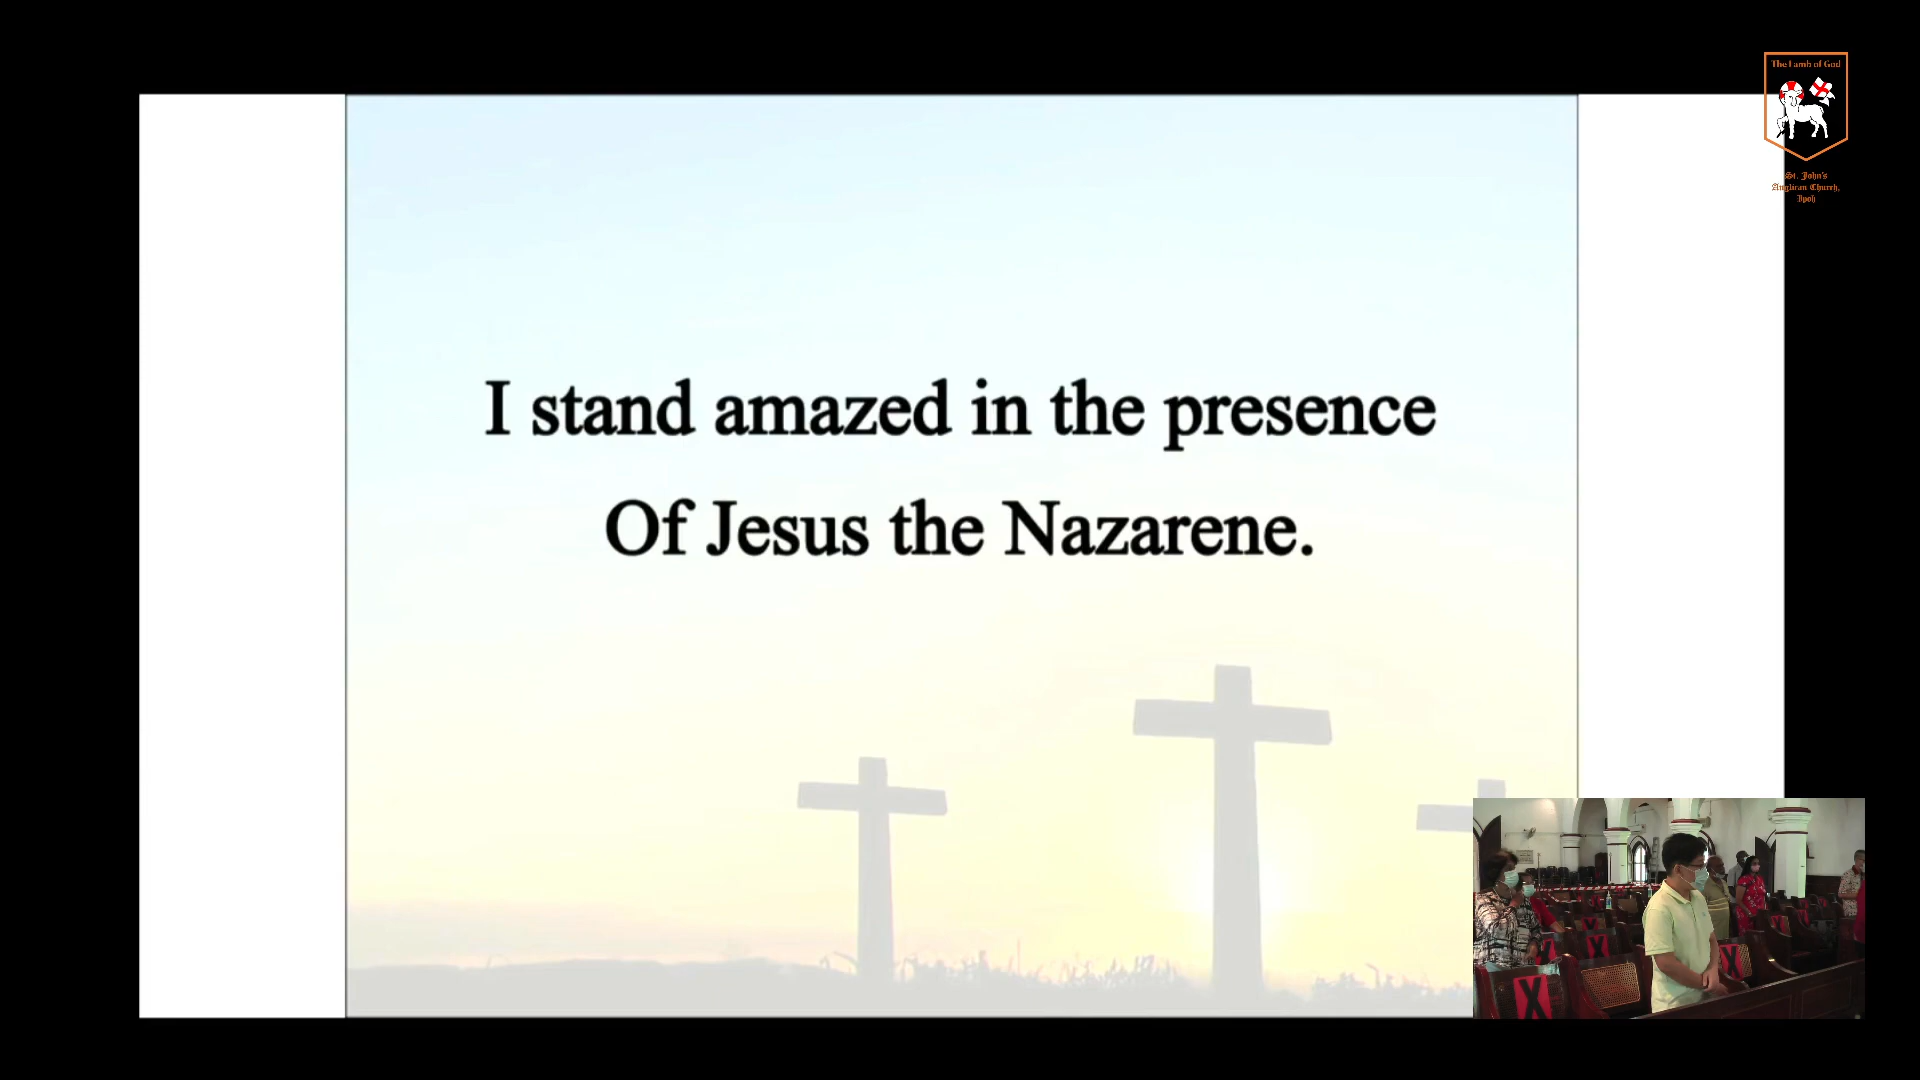 The Lamb of God
St. John's
Anglican Church,
Ipoh
I stand amazed in the presence
Of Jesus the Nazarene.
X
X
X
X